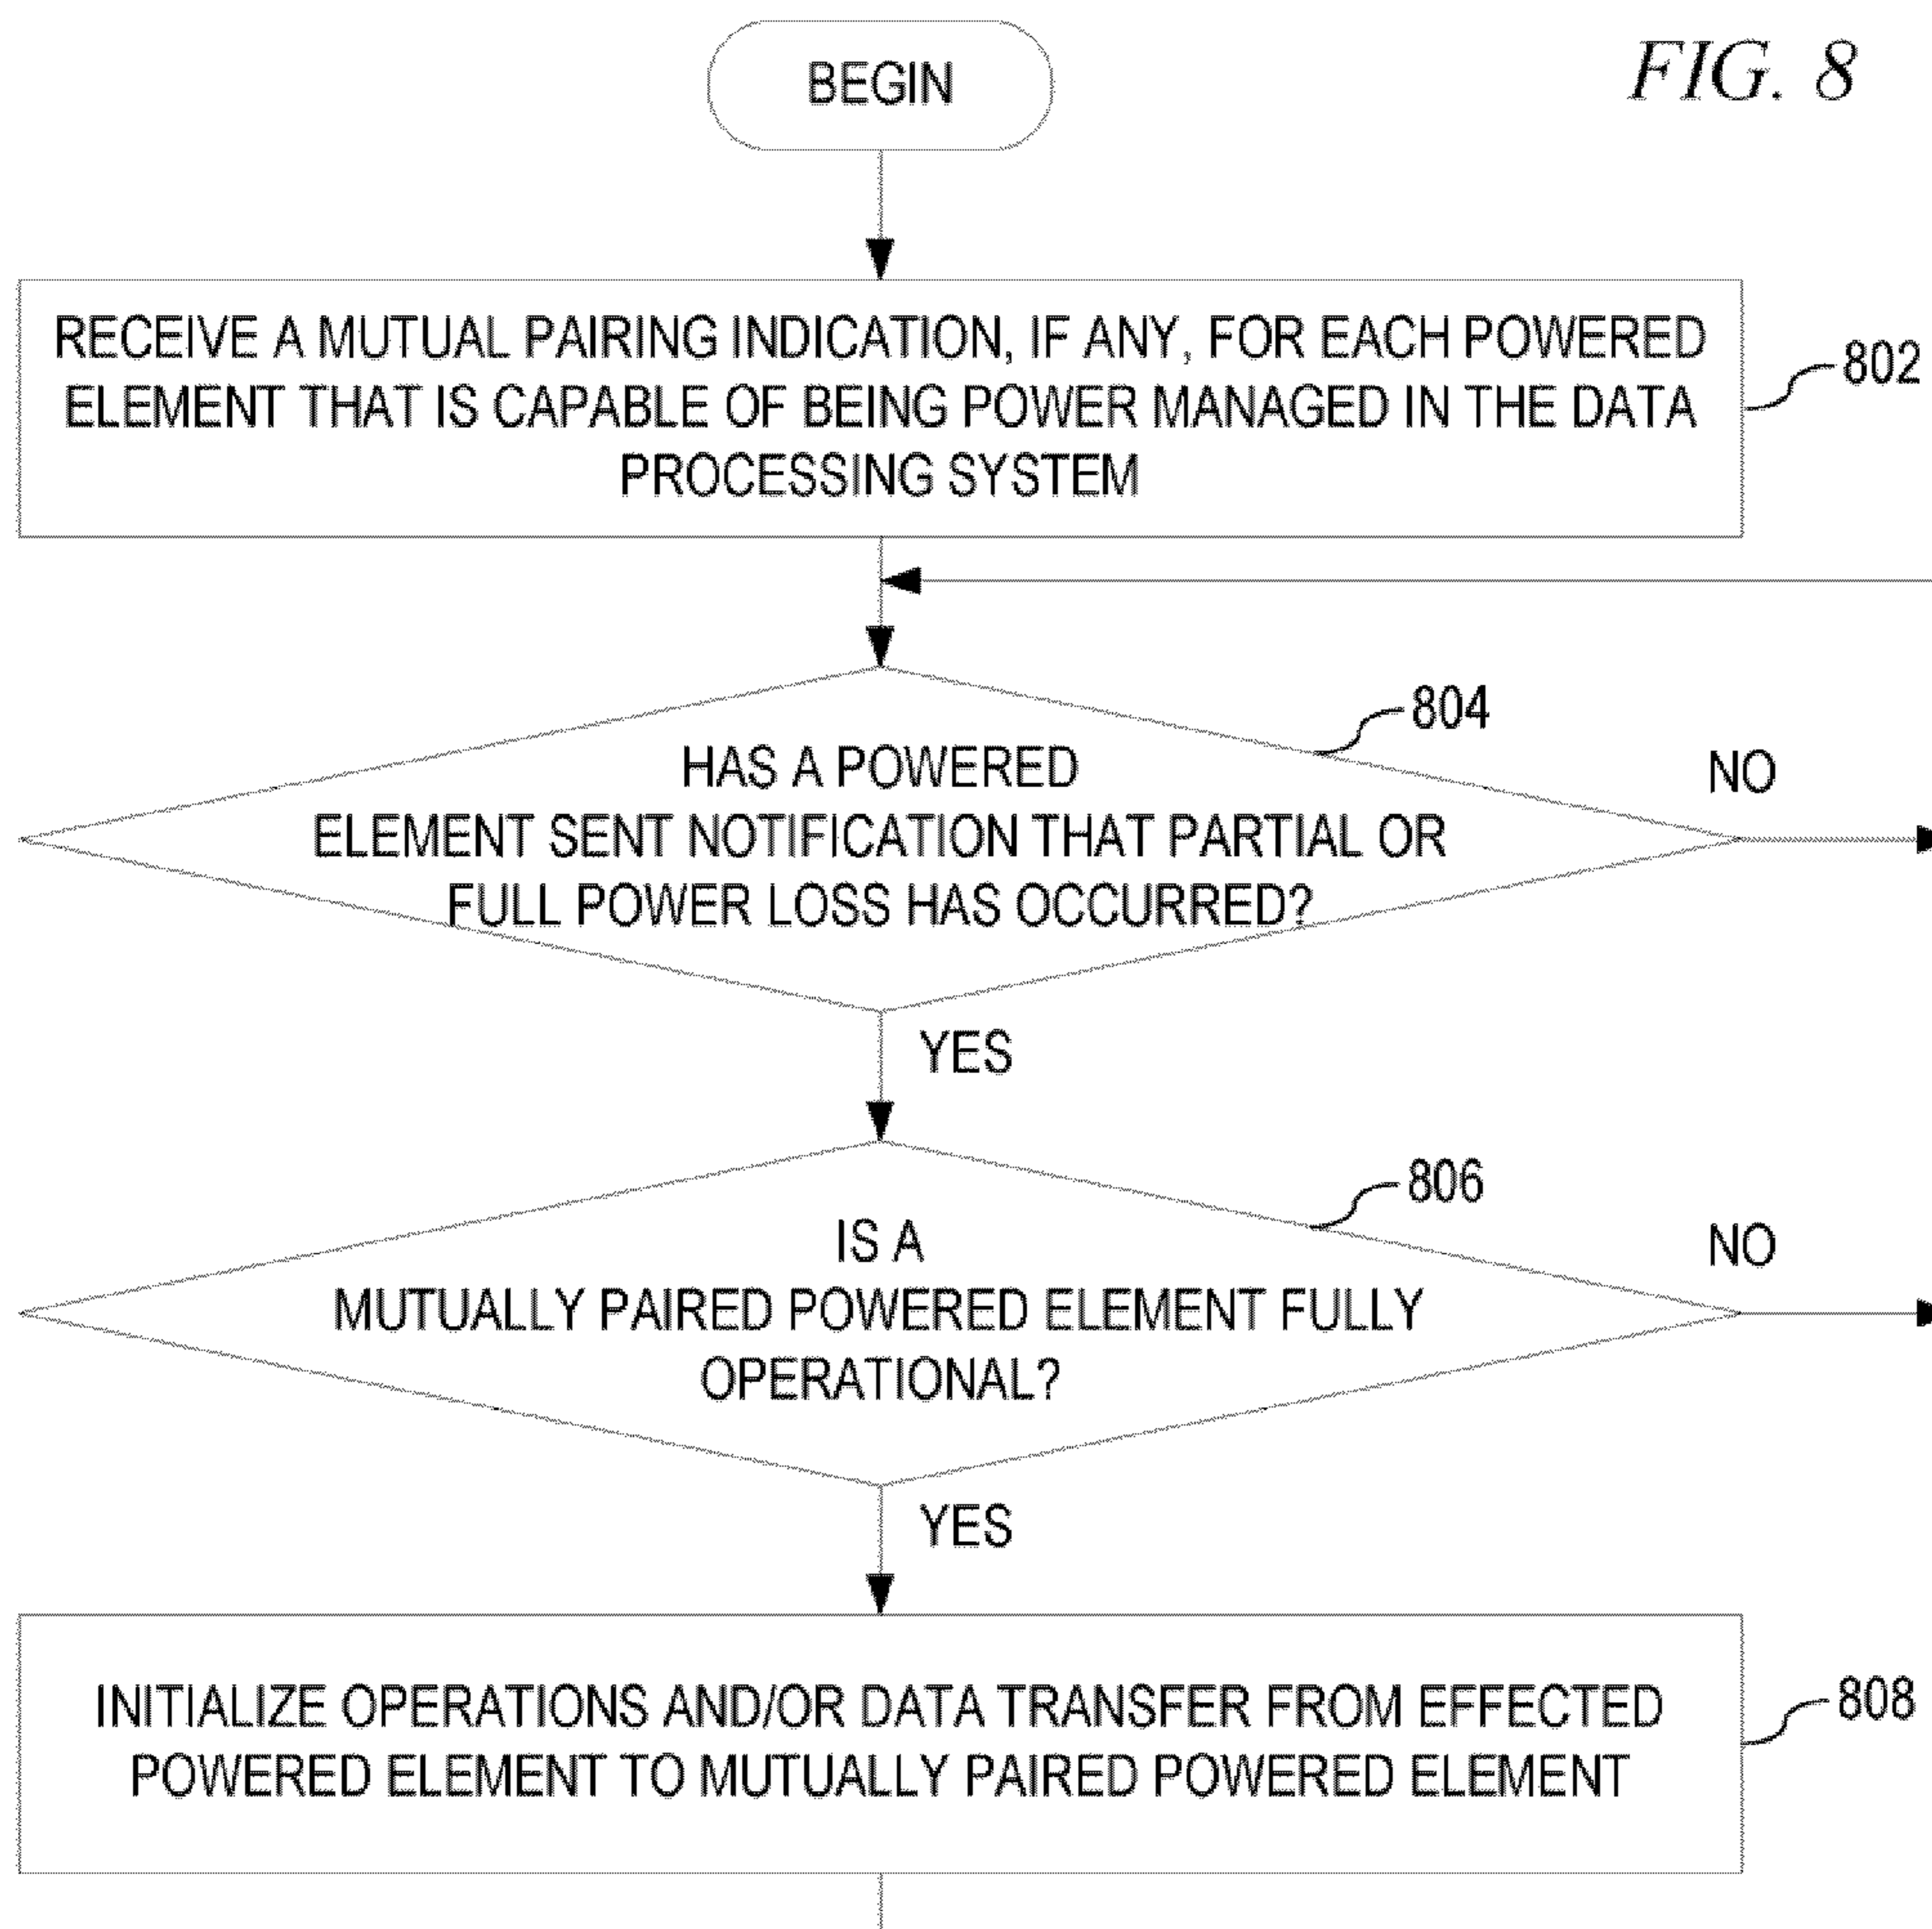 FIG. 8
BEGIN
RECEIVE A MUTUAL PAIRING INDICATION, IF ANY, FOR EACH POWERED
ELEMENT THAT IS CAPABLE OF BEING POWER MANAGED IN THE DATA
PROCESSING SYSTEM
802
804
HAS A POWERED
ELEMENT SENT NOTIFICATION THAT PARTIAL OR
FULL POWER LOSS HAS OCCURRED?
NO
YES
806
IS A
MUTUALLY PAIRED POWERED ELEMENT FULLY
OPERATIONAL?
NO
YES
INITIALIZE OPERATIONS AND/OR DATA TRANSFER FROM EFFECTED
POWERED ELEMENT TO MUTUALLY PAIRED POWERED ELEMENT
808